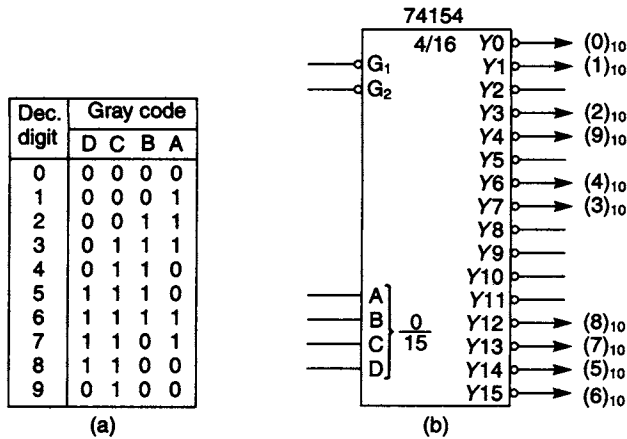 Dec. digit Gray code
D C B A
0 0 0 0 0
1 0 0 0 1
2 0 0 1 1
3 0 1 1 1
4 0 1 1 0
5 1 1 1 0
6 1 1 1 1
7 1 1 0 1
8 1 1 0 0
9 0 1 0 0
(a)
74154
4/16
G₁
G₂
A
B
C
D
0
15
Y0 (0)₁₀
Y1 (1)₁₀
Y2
Y3 (2)₁₀
Y4 (9)₁₀
Y5
Y6 (4)₁₀
Y7 (3)₁₀
Y8
Y9
Y10
Y11
Y12 (8)₁₀
Y13 (7)₁₀
Y14 (5)₁₀
Y15 (6)₁₀
(b)